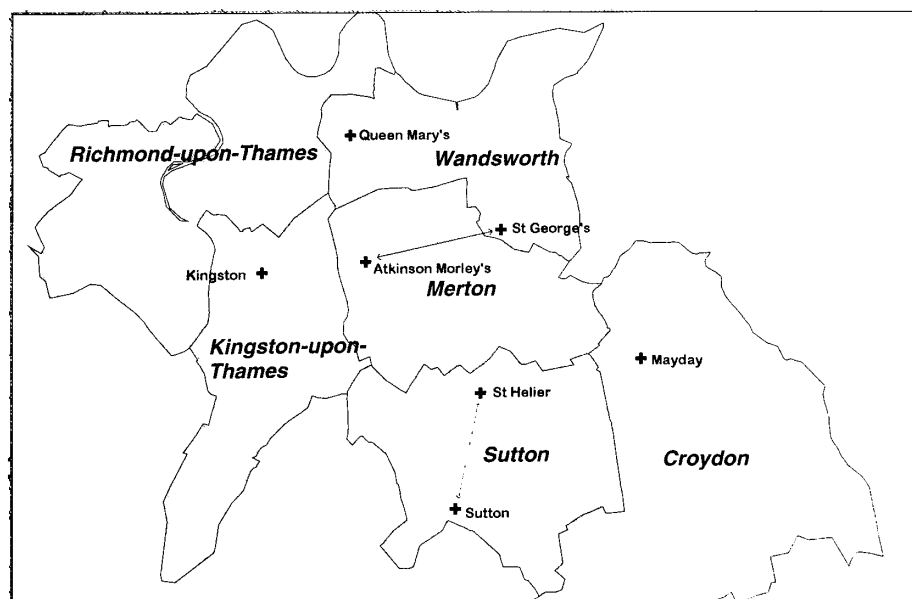 Queen Mary's
Richmond-upon-Thames
Wandsworth
St George's
Kingston
Atkinson Morley's
Merton
Kingston-upon-
Thames
Mayday
St Helier
Sutton
Croydon
Sutton